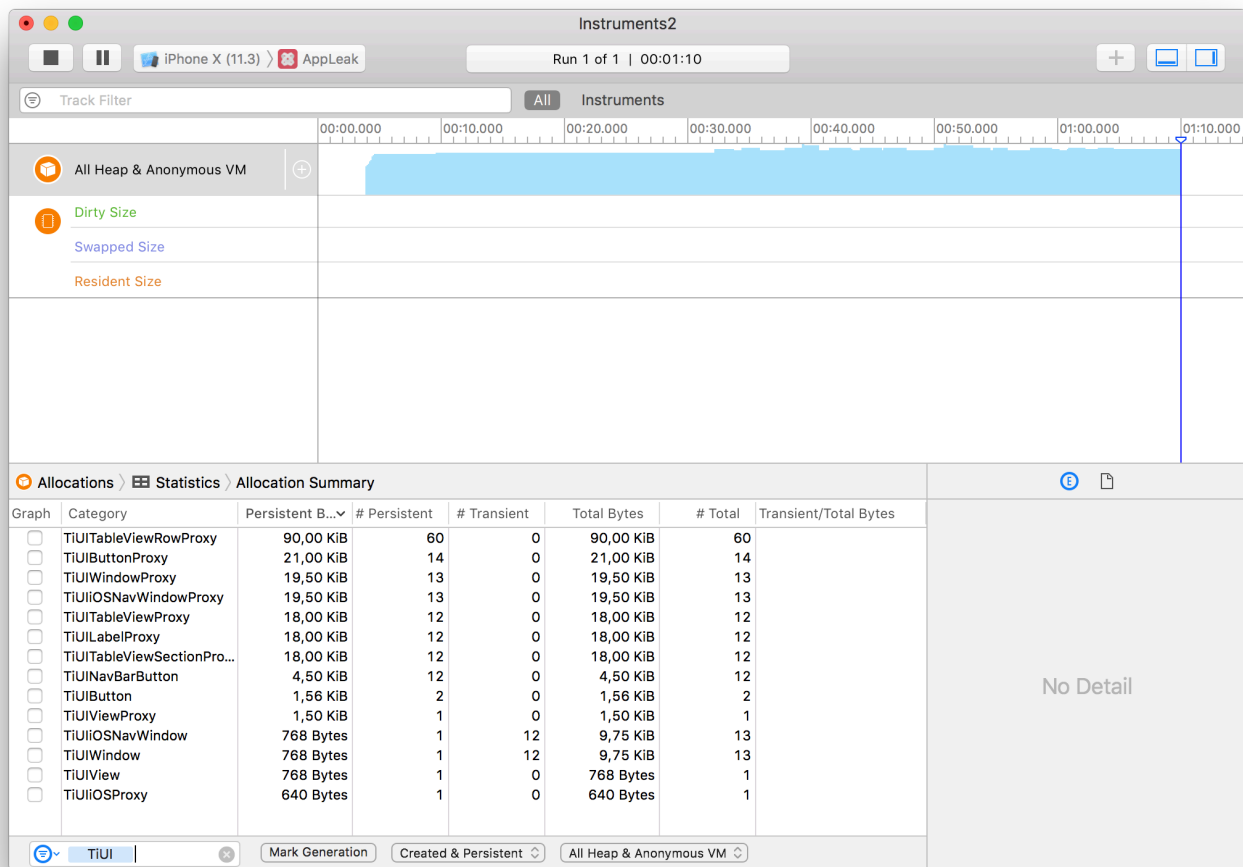 Instruments2
iPhone X (11.3) AppLeak
Run 1 of 1 | 00:01:10
Track Filter All Instruments
00:00.000 00:10.000 00:20.000 00:30.000 00:40.000 00:50.000 01:00.000 01:10.000
All Heap & Anonymous VM
Dirty Size
Swapped Size
Resident Size
Allocations Statistics Allocation Summary E
Graph Category Persistent B... # Persistent # Transient Total Bytes # Total Transient/Total Bytes
TiUITableViewRowProxy 90,00 KiB 60 0 90,00 KiB 60
TiUIButtonProxy 21,00 KiB 14 0 21,00 KiB 14
TiUIWindowProxy 19,50 KiB 13 0 19,50 KiB 13
TiUIiOSNavWindowProxy 19,50 KiB 13 0 19,50 KiB 13
TiUITableViewProxy 18,00 KiB 12 0 18,00 KiB 12
TiUILabelProxy 18,00 KiB 12 0 18,00 KiB 12
TiUITableViewSectionPro... 18,00 KiB 12 0 18,00 KiB 12
TiUINavBarButton 4,50 KiB 12 0 4,50 KiB 12
TiUIButton 1,56 KiB 2 0 1,56 KiB 2
TiUIViewProxy 1,50 KiB 1 0 1,50 KiB 1
TiUIiOSNavWindow 768 Bytes 1 12 9,75 KiB 13
TiUIWindow 768 Bytes 1 12 9,75 KiB 13
TiUIView 768 Bytes 1 0 768 Bytes 1
TiUIiOSProxy 640 Bytes 1 0 640 Bytes 1
No Detail
TiUI Mark Generation Created & Persistent All Heap & Anonymous VM